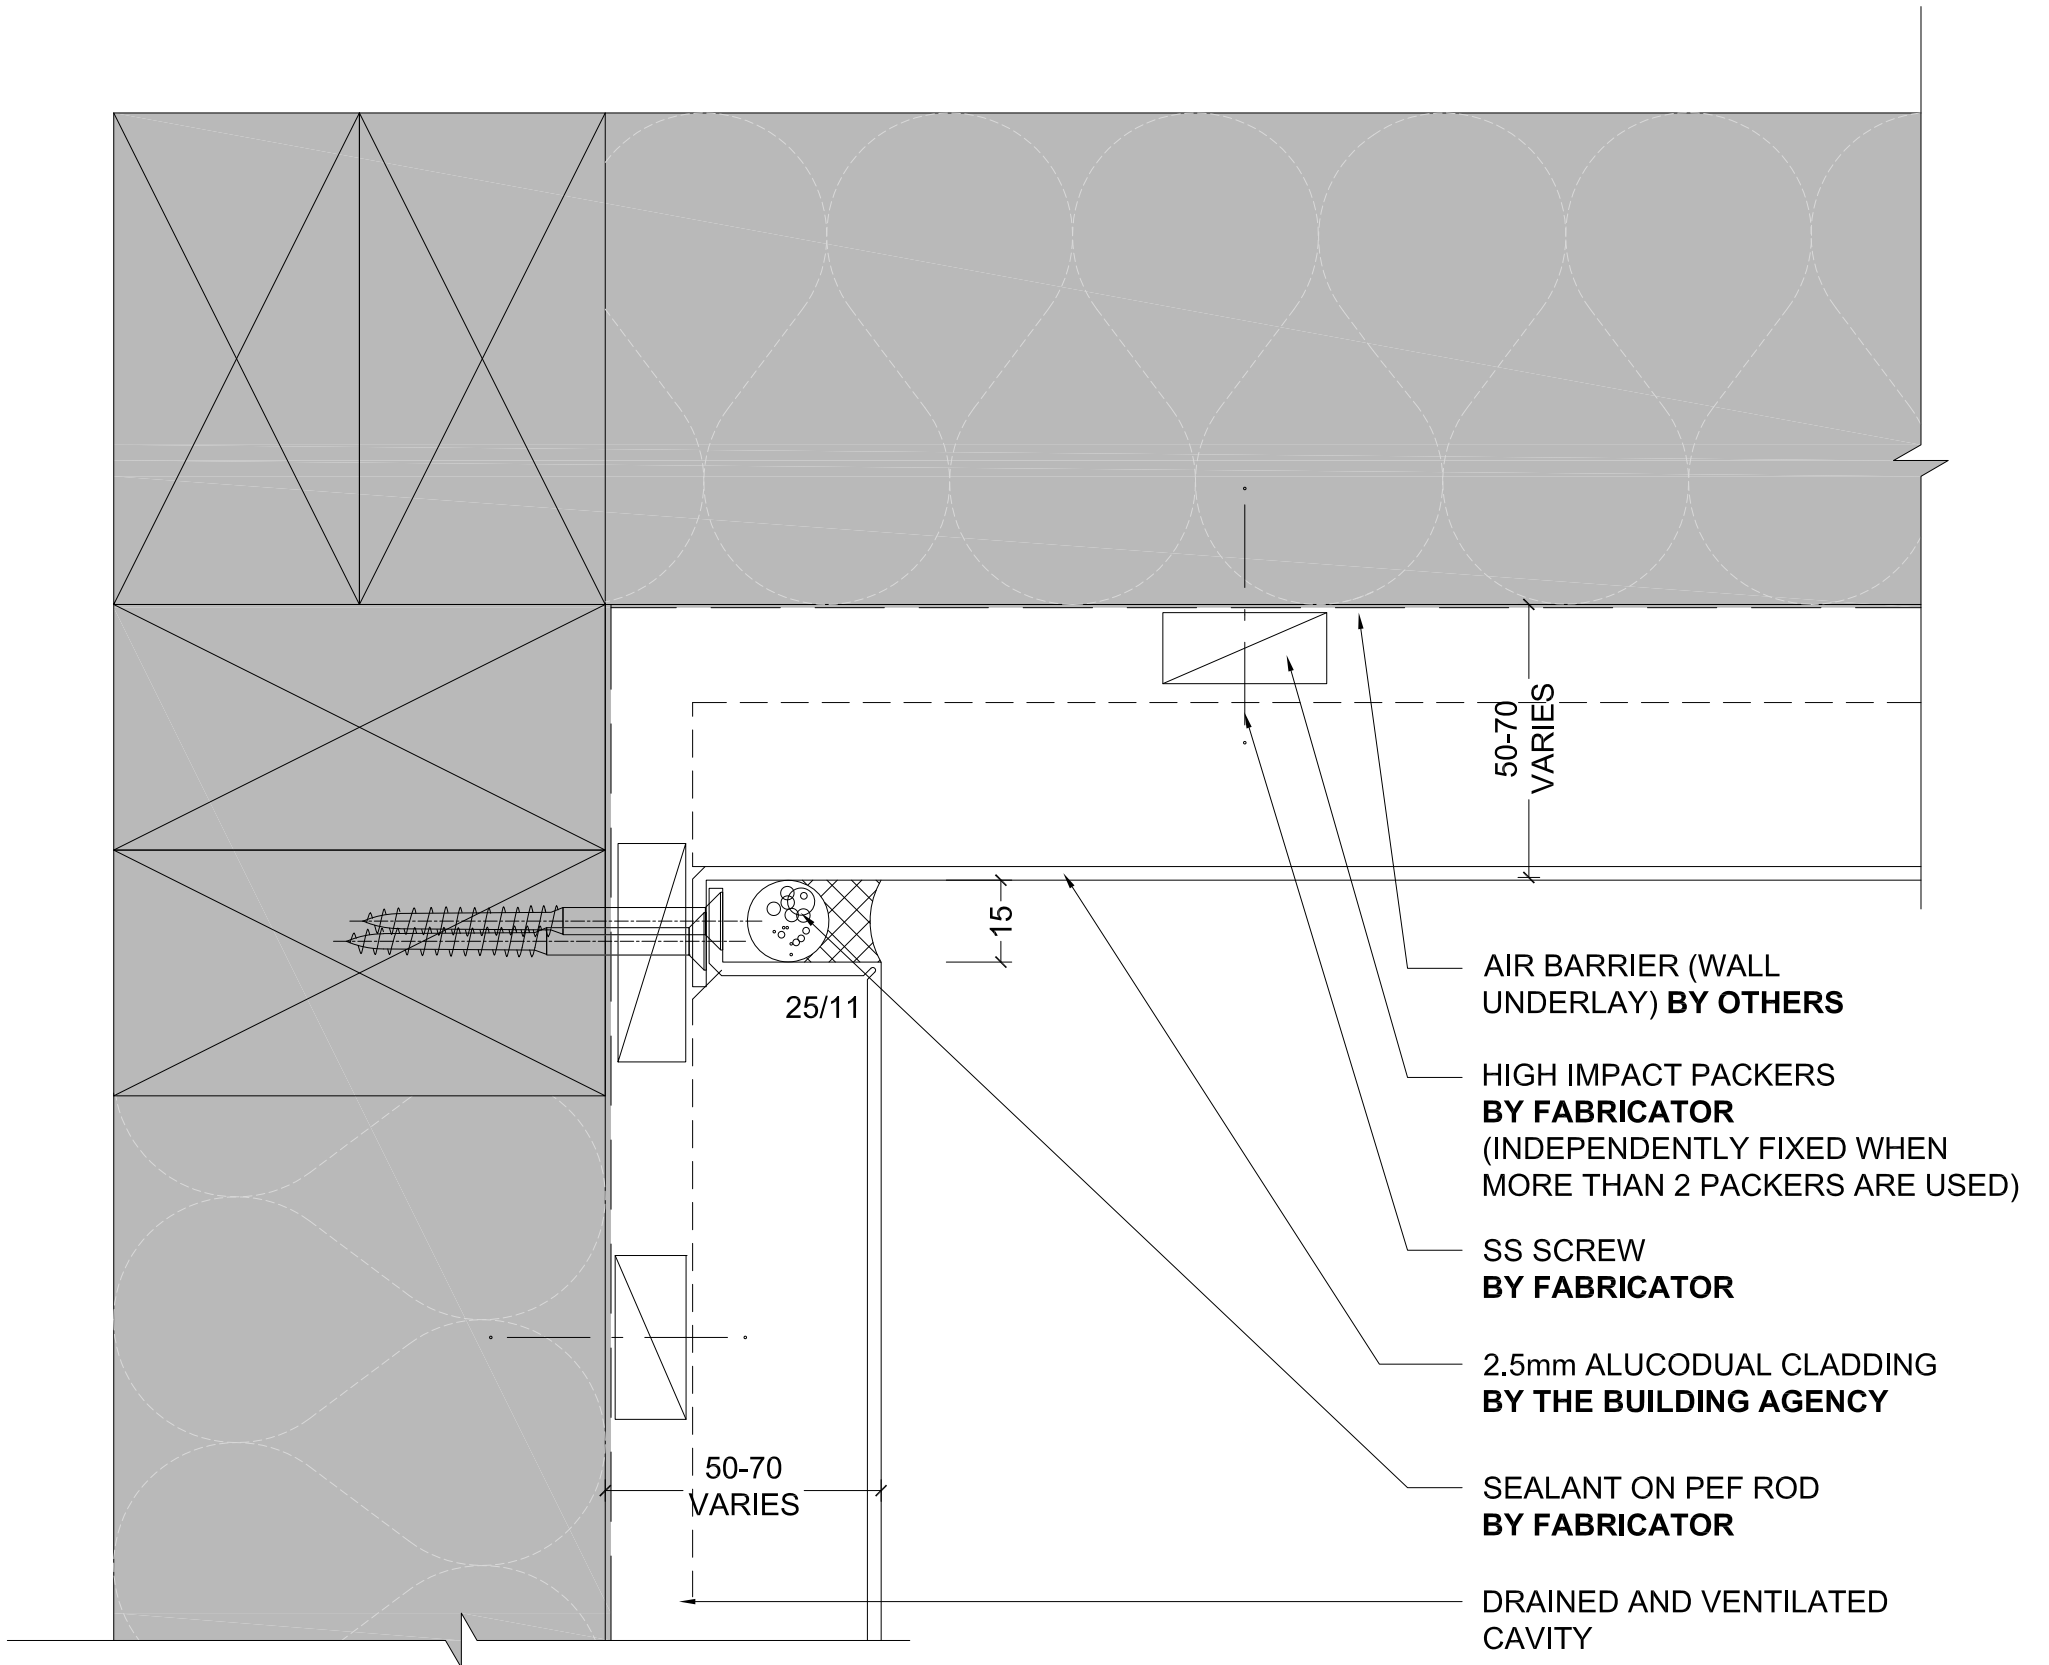 50-70
VARIES
15
25/11
AIR BARRIER (WALL
UNDERLAY) BY OTHERS
HIGH IMPACT PACKERS
BY FABRICATOR
(INDEPENDENTLY FIXED WHEN
MORE THAN 2 PACKERS ARE USED)
SS SCREW
BY FABRICATOR
2.5mm ALUCODUAL CLADDING
BY THE BUILDING AGENCY
50-70
VARIES
SEALANT ON PEF ROD
BY FABRICATOR
DRAINED AND VENTILATED
CAVITY